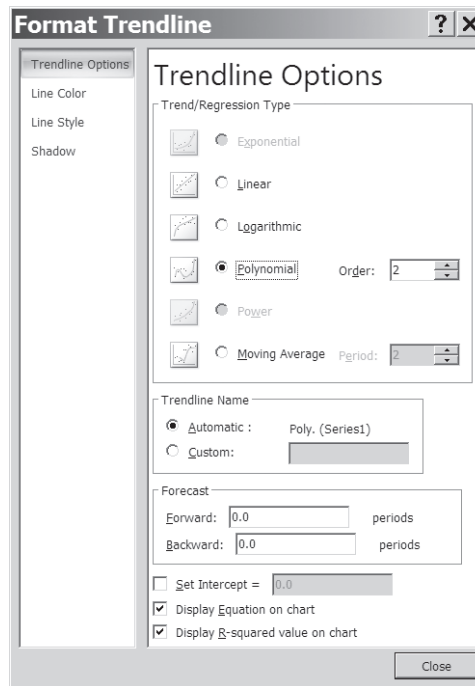 Format Trendline
? X
Trendline Options
Line Color
Line Style
Shadow
Trendline Options
Trend/Regression Type
Exponential
Linear
Logarithmic
Polynomial Order: 2
Power
Moving Average Period: 2
Trendline Name
Automatic : Poly. (Series1)
Custom:
Forecast
Forward: 0.0 periods
Backward: 0.0 periods
Set Intercept = 0.0
Display Equation on chart
Display R-squared value on chart
Close